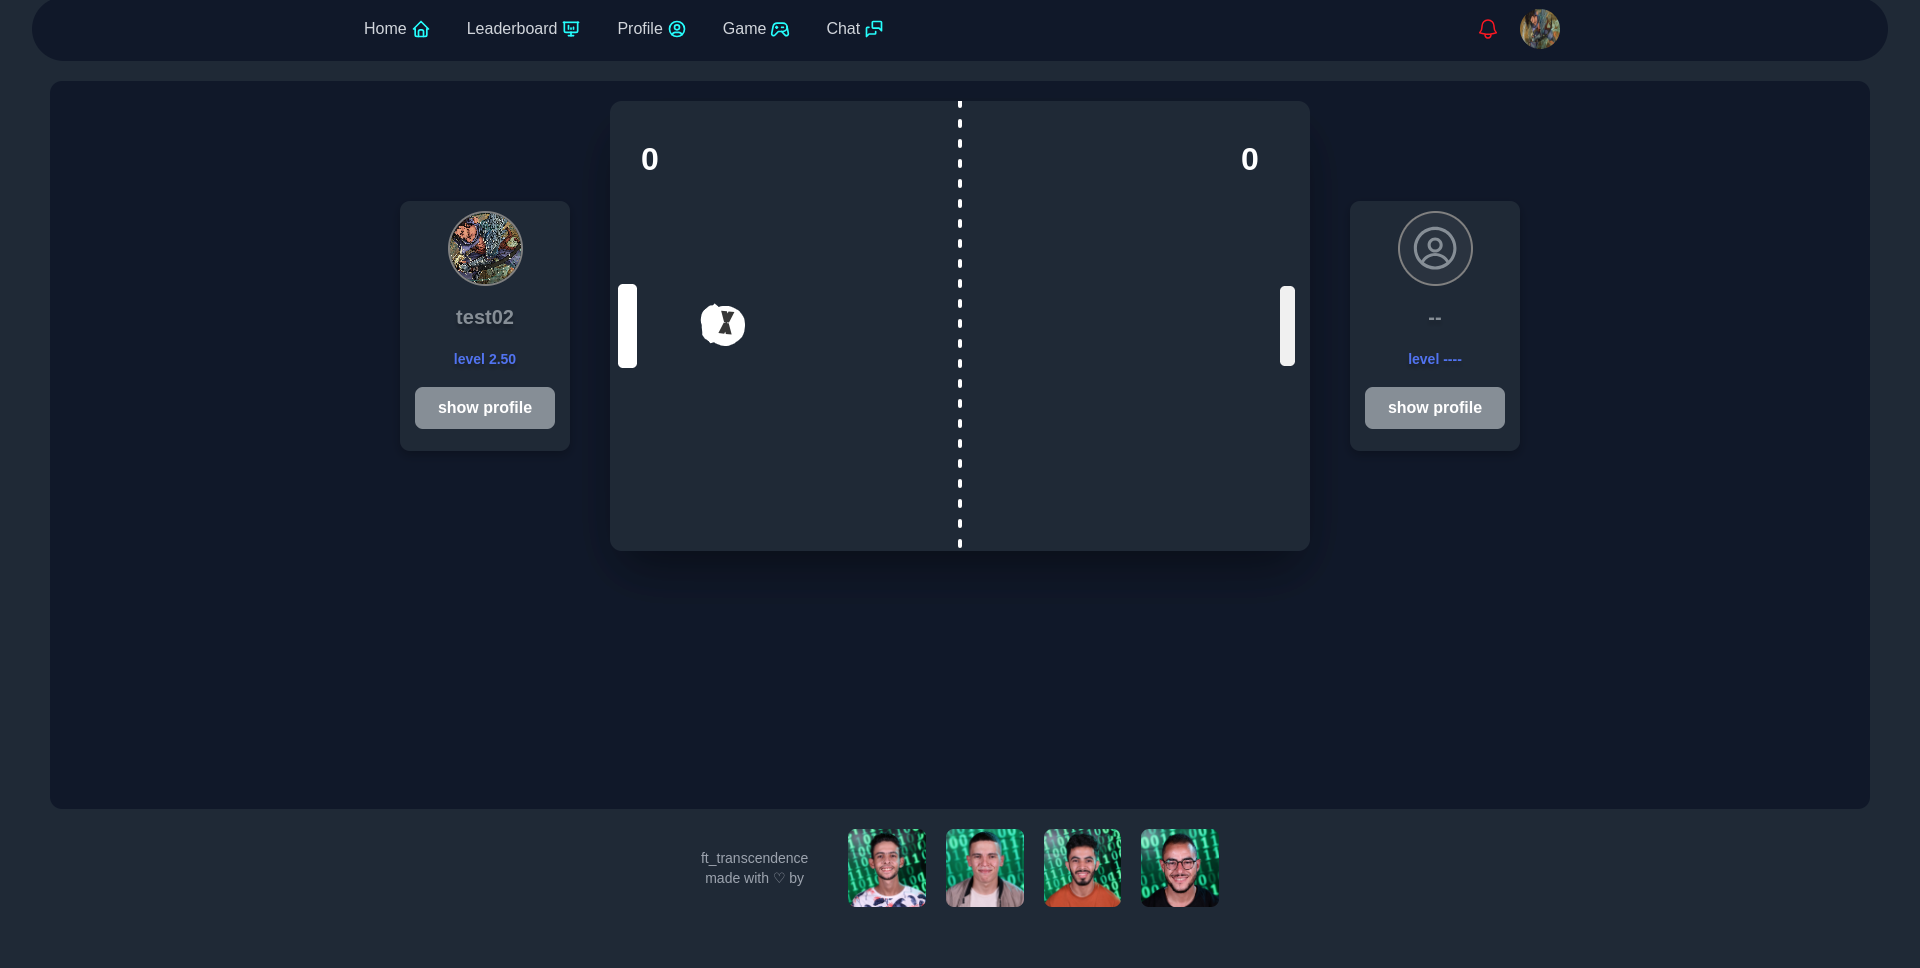 Home
Leaderboard
Profile
Game
Chat
0
0
test02
level 2.50
show profile
--
level ----
show profile
ft_transcendence
made with ♡ by